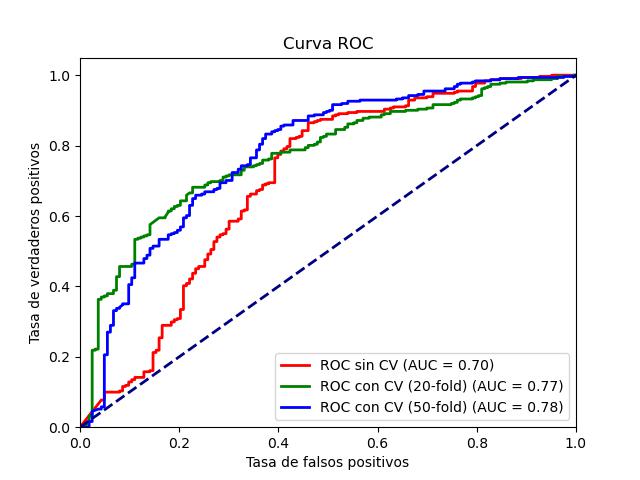 Curva ROC
1.0
0.8
0.6
0.4
0.2
0.0
Tasa de verdaderos positivos
ROC sin CV (AUC = 0.70)
ROC con CV (20-fold) (AUC = 0.77)
ROC con CV (50-fold) (AUC = 0.78)
0.0 0.2 0.4 0.6 0.8 1.0
Tasa de falsos positivos